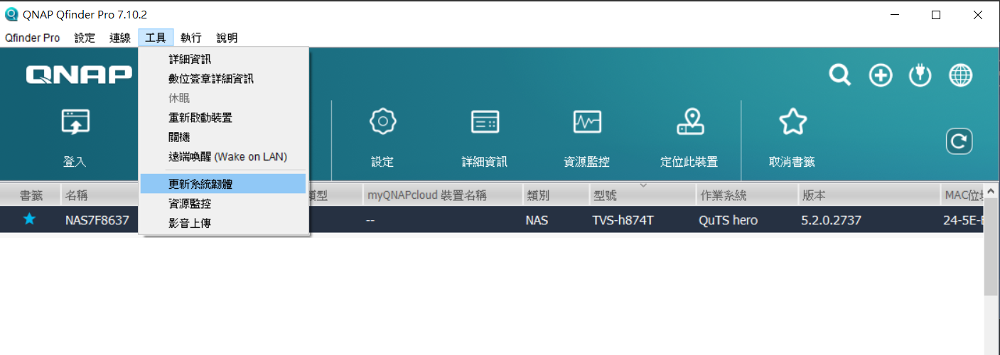 QNAP Qfinder Pro 7.10.2
Qfinder Pro 設定 連線 工具 執行 說明
QNAP
詳細資訊
數位簽章詳細資訊
休眠
重新啟動裝置
關機
遠端喚醒 (Wake on LAN)
更新系統韌體
資源監控
影音上傳
登入 設定 詳細資訊 資源監控 定位此裝置 取消書籤
書籤 名稱 類型 myQNAPcloud 裝置名稱 類別 型號 作業系統 版本 MAC位
NAS7F8637 -- NAS TVS-h874T QuTS hero 5.2.0.2737 24-5E-